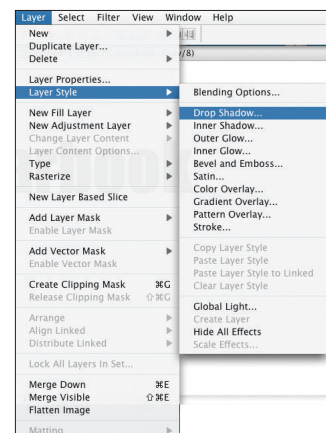 Layer Select Filter View Window Help
/8)
New
Duplicate Layer...
Delete
Layer Properties...
Layer Style
New Fill Layer
New Adjustment Layer
Change Layer Content
Layer Content Options...
Type
Rasterize
New Layer Based Slice
Add Layer Mask
Enable Layer Mask
Add Vector Mask
Enable Vector Mask
Create Clipping Mask ⌘G
Release Clipping Mask ⇧⌘G
Arrange
Align Linked
Distribute Linked
Lock All Layers In Set...
Merge Down ⌘E
Merge Visible ⇧⌘E
Flatten Image
Matting
Blending Options...
Drop Shadow...
Inner Shadow...
Outer Glow...
Inner Glow...
Bevel and Emboss...
Satin...
Color Overlay...
Gradient Overlay...
Pattern Overlay...
Stroke...
Copy Layer Style
Paste Layer Style
Paste Layer Style to Linked
Clear Layer Style
Global Light...
Create Layer
Hide All Effects
Scale Effects...